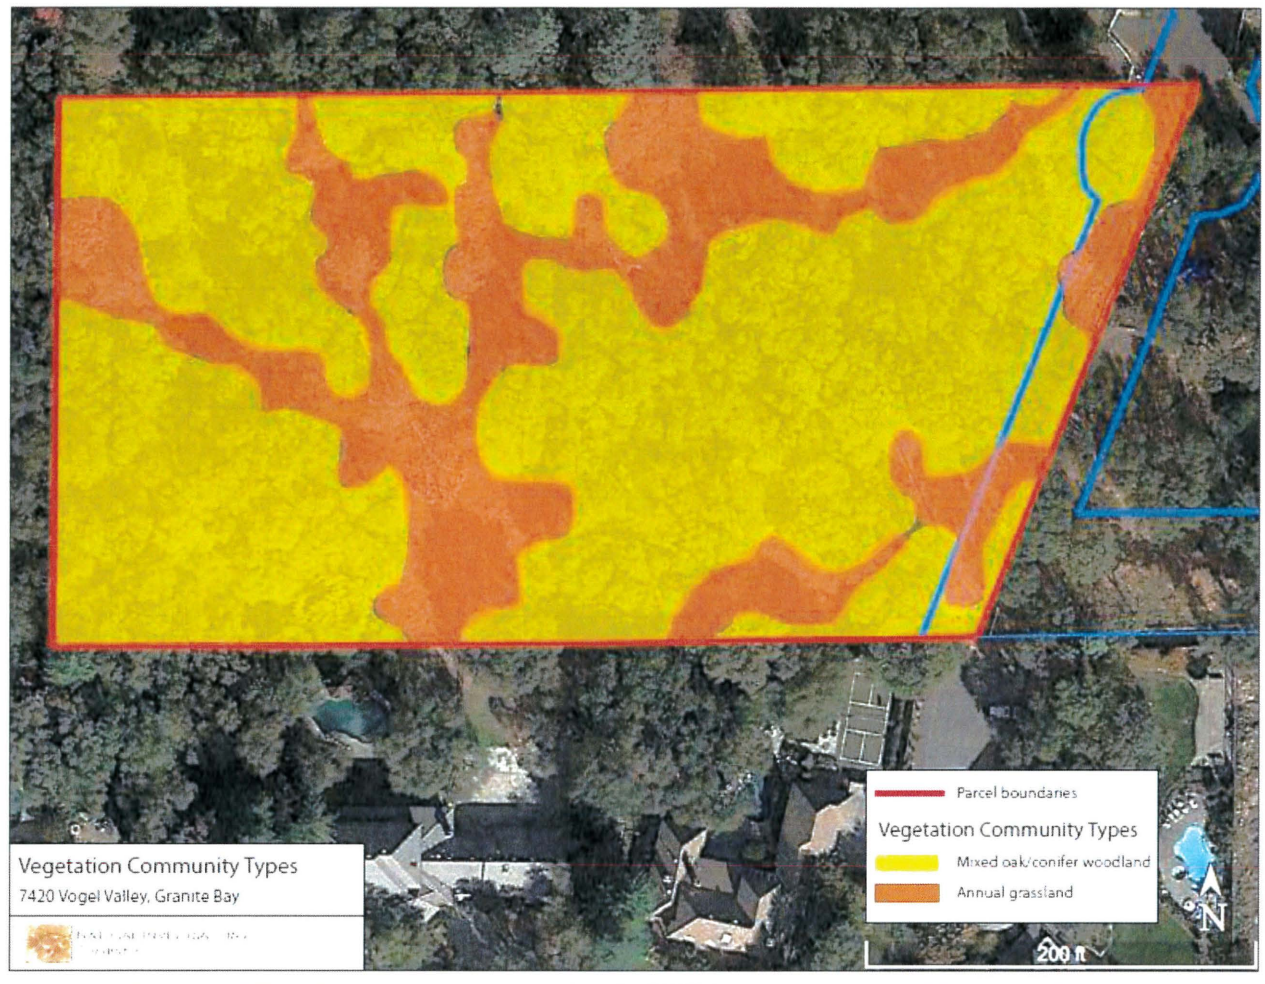 Parcel boundaries
Vegetation Community Types
Mixed oak/conifer woodland
Annual grassland
Vegetation Community Types
7420 Vogel Valley, Granite Bay
N
200 ft